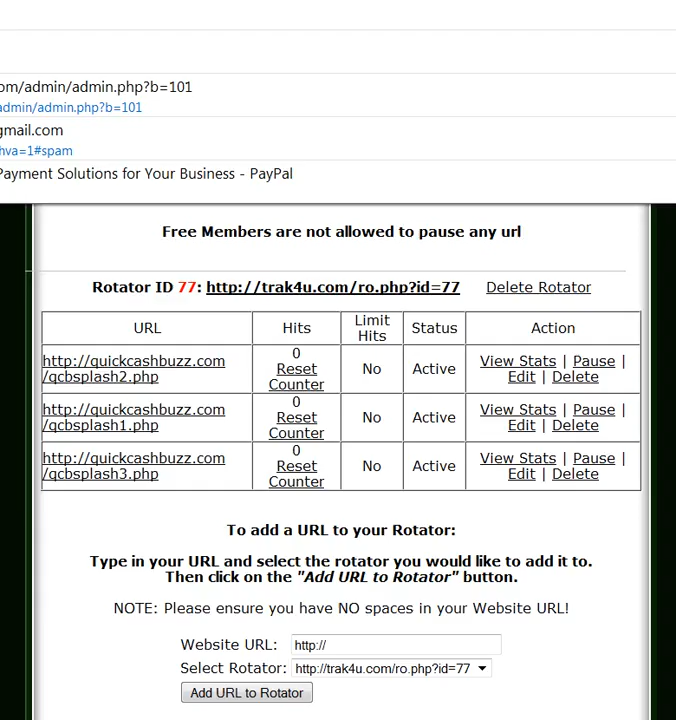 om/admin/admin.php?b=101
admin/admin.php?b=101
gmail.com
hva=1#spam
Payment Solutions for Your Business - PayPal
Free Members are not allowed to pause any url
Rotator ID 77: http://trak4u.com/ro.php?id=77 Delete Rotator
URL Hits Limit Hits Status Action
http://quickcashbuzz.com
/qcbsplash2.php
0
Reset
Counter
No
Active
View Stats | Pause |
Edit | Delete
http://quickcashbuzz.com
/qcbsplash1.php
0
Reset
Counter
No
Active
View Stats | Pause |
Edit | Delete
http://quickcashbuzz.com
/qcbsplash3.php
0
Reset
Counter
No
Active
View Stats | Pause |
Edit | Delete
To add a URL to your Rotator:
Type in your URL and select the rotator you would like to add it to.
Then click on the "Add URL to Rotator" button.
NOTE: Please ensure you have NO spaces in your Website URL!
Website URL: http://
Select Rotator: http://trak4u.com/ro.php?id=77
Add URL to Rotator